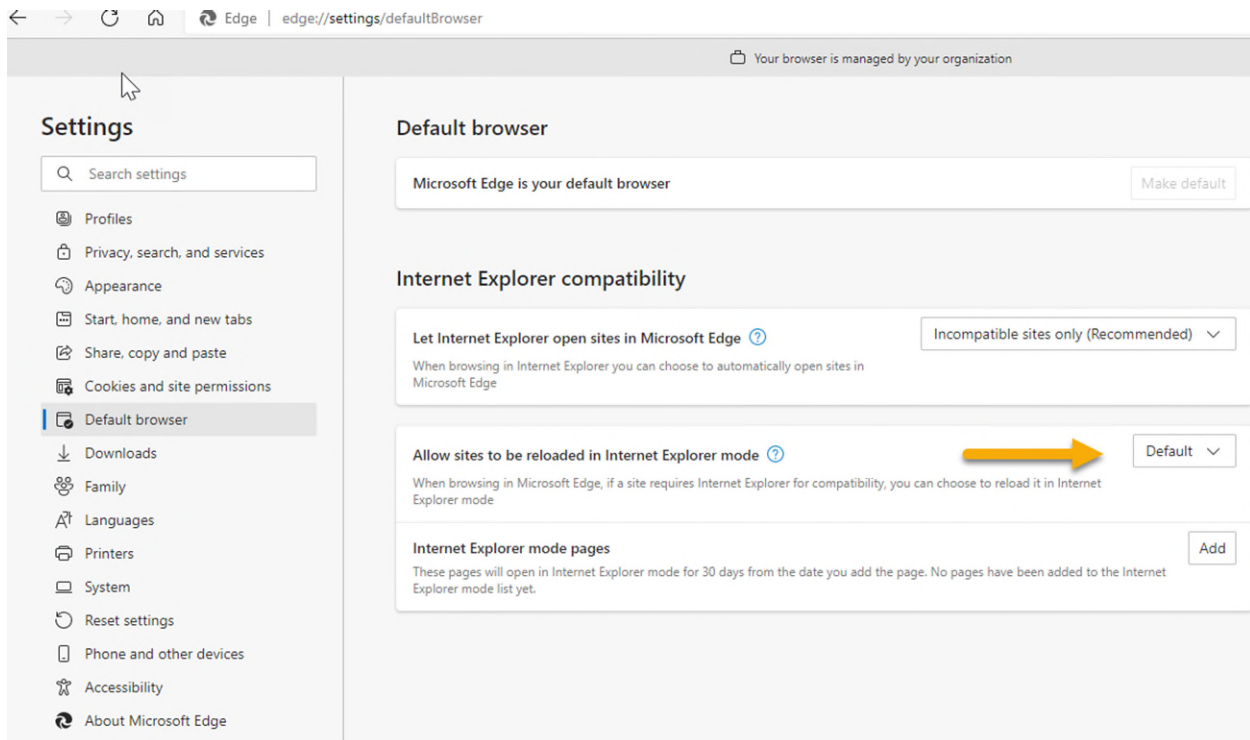 Edge | edge://settings/defaultBrowser
Your browser is managed by your organization
Settings
Search settings
Profiles
Privacy, search, and services
Appearance
Start, home, and new tabs
Share, copy and paste
Cookies and site permissions
Default browser
Downloads
Family
Languages
Printers
System
Reset settings
Phone and other devices
Accessibility
About Microsoft Edge
Default browser
Microsoft Edge is your default browser
Make default
Internet Explorer compatibility
Let Internet Explorer open sites in Microsoft Edge ?
Incompatible sites only (Recommended)
When browsing in Internet Explorer you can choose to automatically open sites in
Microsoft Edge
Allow sites to be reloaded in Internet Explorer mode ?
Default
When browsing in Microsoft Edge, if a site requires Internet Explorer for compatibility, you can choose to reload it in Internet
Explorer mode
Internet Explorer mode pages
Add
These pages will open in Internet Explorer mode for 30 days from the date you add the page. No pages have been added to the Internet
Explorer mode list yet.